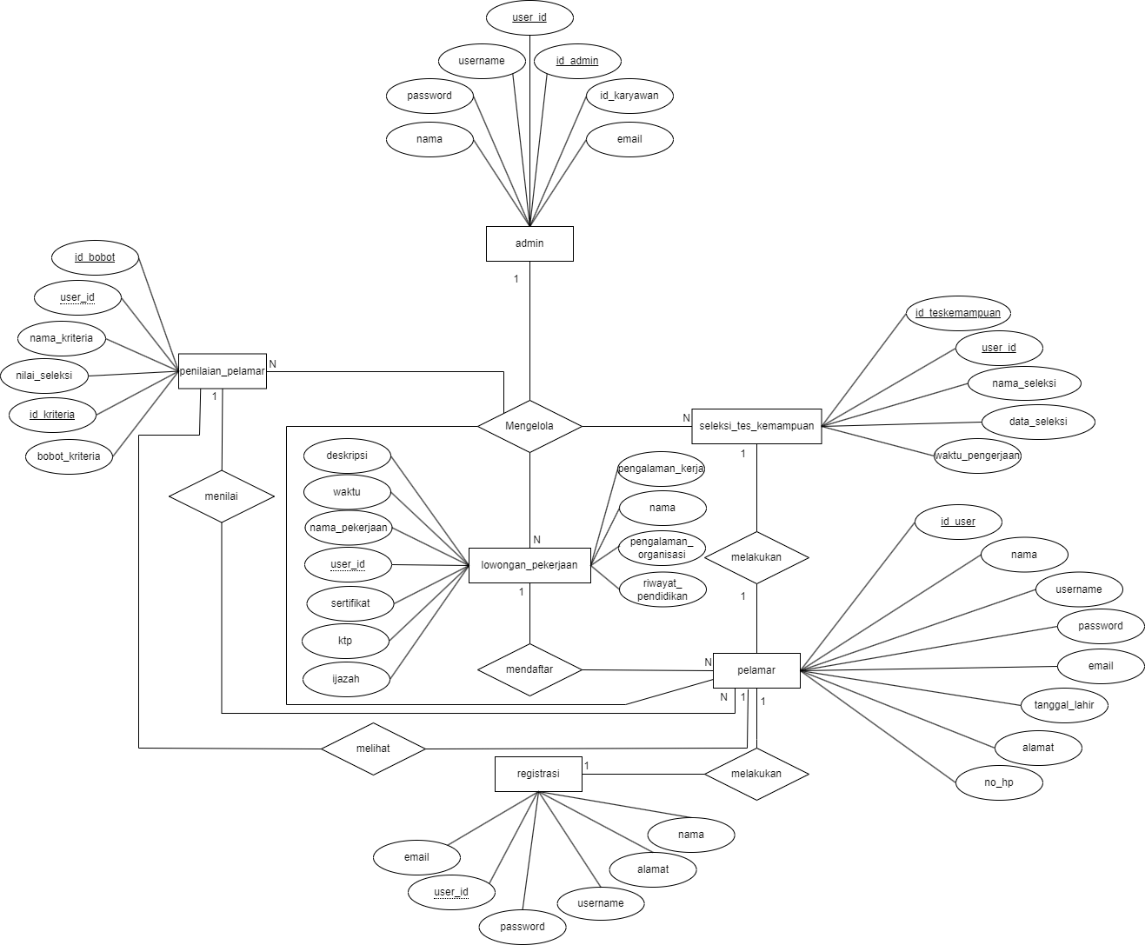 user_id
username
id_admin
password
id_karyawan
nama
email
admin
1
id_bobot
user_id
nama_kriteria
nilai_seleksi
id_kriteria
bobot_kriteria
penilaian_pelamar
N
1
Mengelola
N
seleksi_tes_kemampuan
1
id_teskemampuan
user_id
nama_seleksi
data_seleksi
waktu_pengerjaan
menilai
deskripsi
waktu
nama_pekerjaan
user_id
sertifikat
ktp
ijazah
N
lowongan_pekerjaan
1
pengalaman_kerja
nama
pengalaman_
organisasi
riwayat_
pendidikan
melakukan
1
id_user
nama
username
password
email
tanggal_lahir
alamat
no_hp
mendaftar
N
pelamar
N
1
1
melihat
registrasi
1
melakukan
email
user_id
password
username
alamat
nama